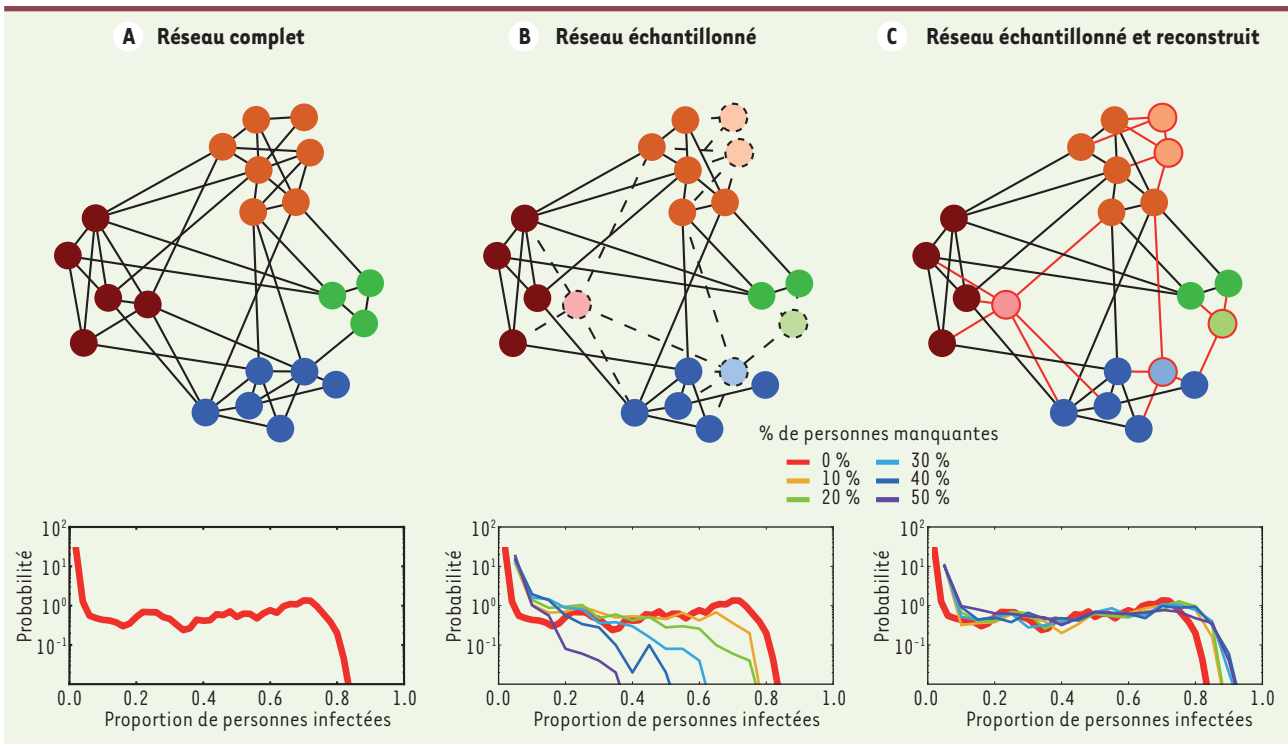 A Réseau complet
B Réseau échantillonné
C Réseau échantillonné et reconstruit
% de personnes manquantes
0 % 30 %
10 % 40 %
20 % 50 %
Probabilité
10² 
10¹
10⁰
10⁻¹
0.0 0.2 0.4 0.6 0.8 1.0
Proportion de personnes infectées
Probabilité
10²
10¹
10⁰
10⁻¹
0.0 0.2 0.4 0.6 0.8 1.0
Proportion de personnes infectées
Probabilité
10²
10¹
10⁰
10⁻¹
0.0 0.2 0.4 0.6 0.8 1.0
Proportion de personnes infectées